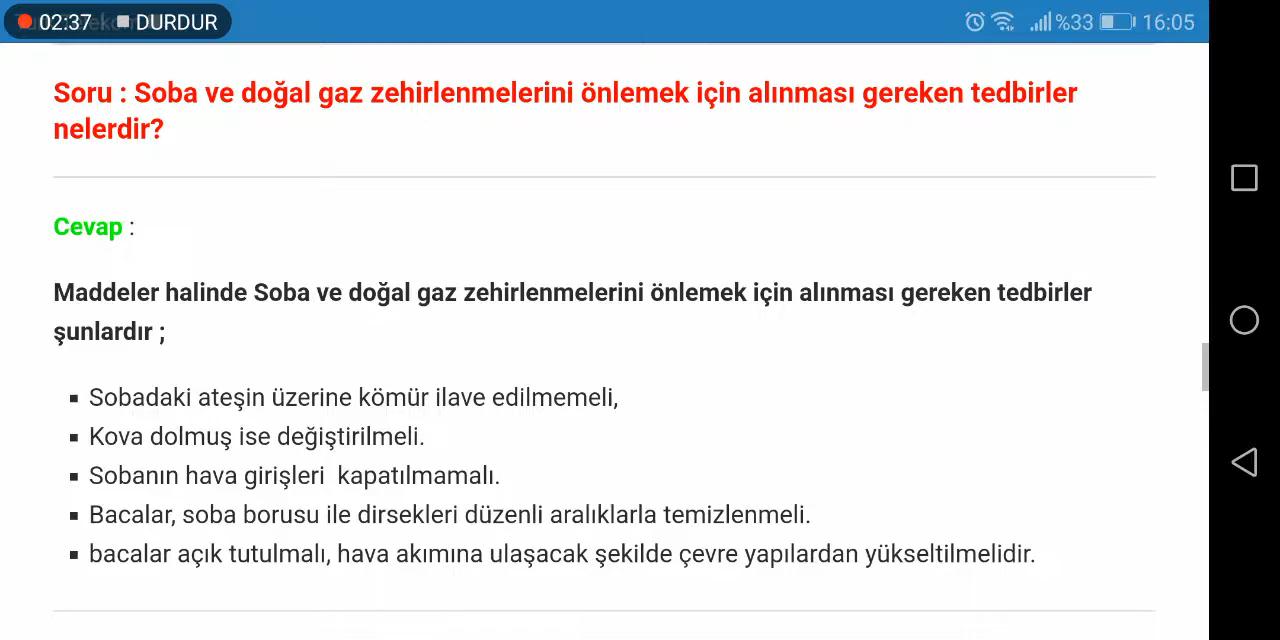 02:37 DURDUR %33 16:05
Soru : Soba ve doğal gaz zehirlenmelerini önlemek için alınması gereken tedbirler
nelerdir?
Cevap :
Maddeler halinde Soba ve doğal gaz zehirlenmelerini önlemek için alınması gereken tedbirler
şunlardır ;
▪ Sobadaki ateşin üzerine kömür ilave edilmemeli,
▪ Kova dolmuş ise değiştirilmeli.
▪ Sobanın hava girişleri  kapatılmamalı.
▪ Bacalar, soba borusu ile dirsekleri düzenli aralıklarla temizlenmeli.
▪ bacalar açık tutulmalı, hava akımına ulaşacak şekilde çevre yapılardan yükseltilmelidir.